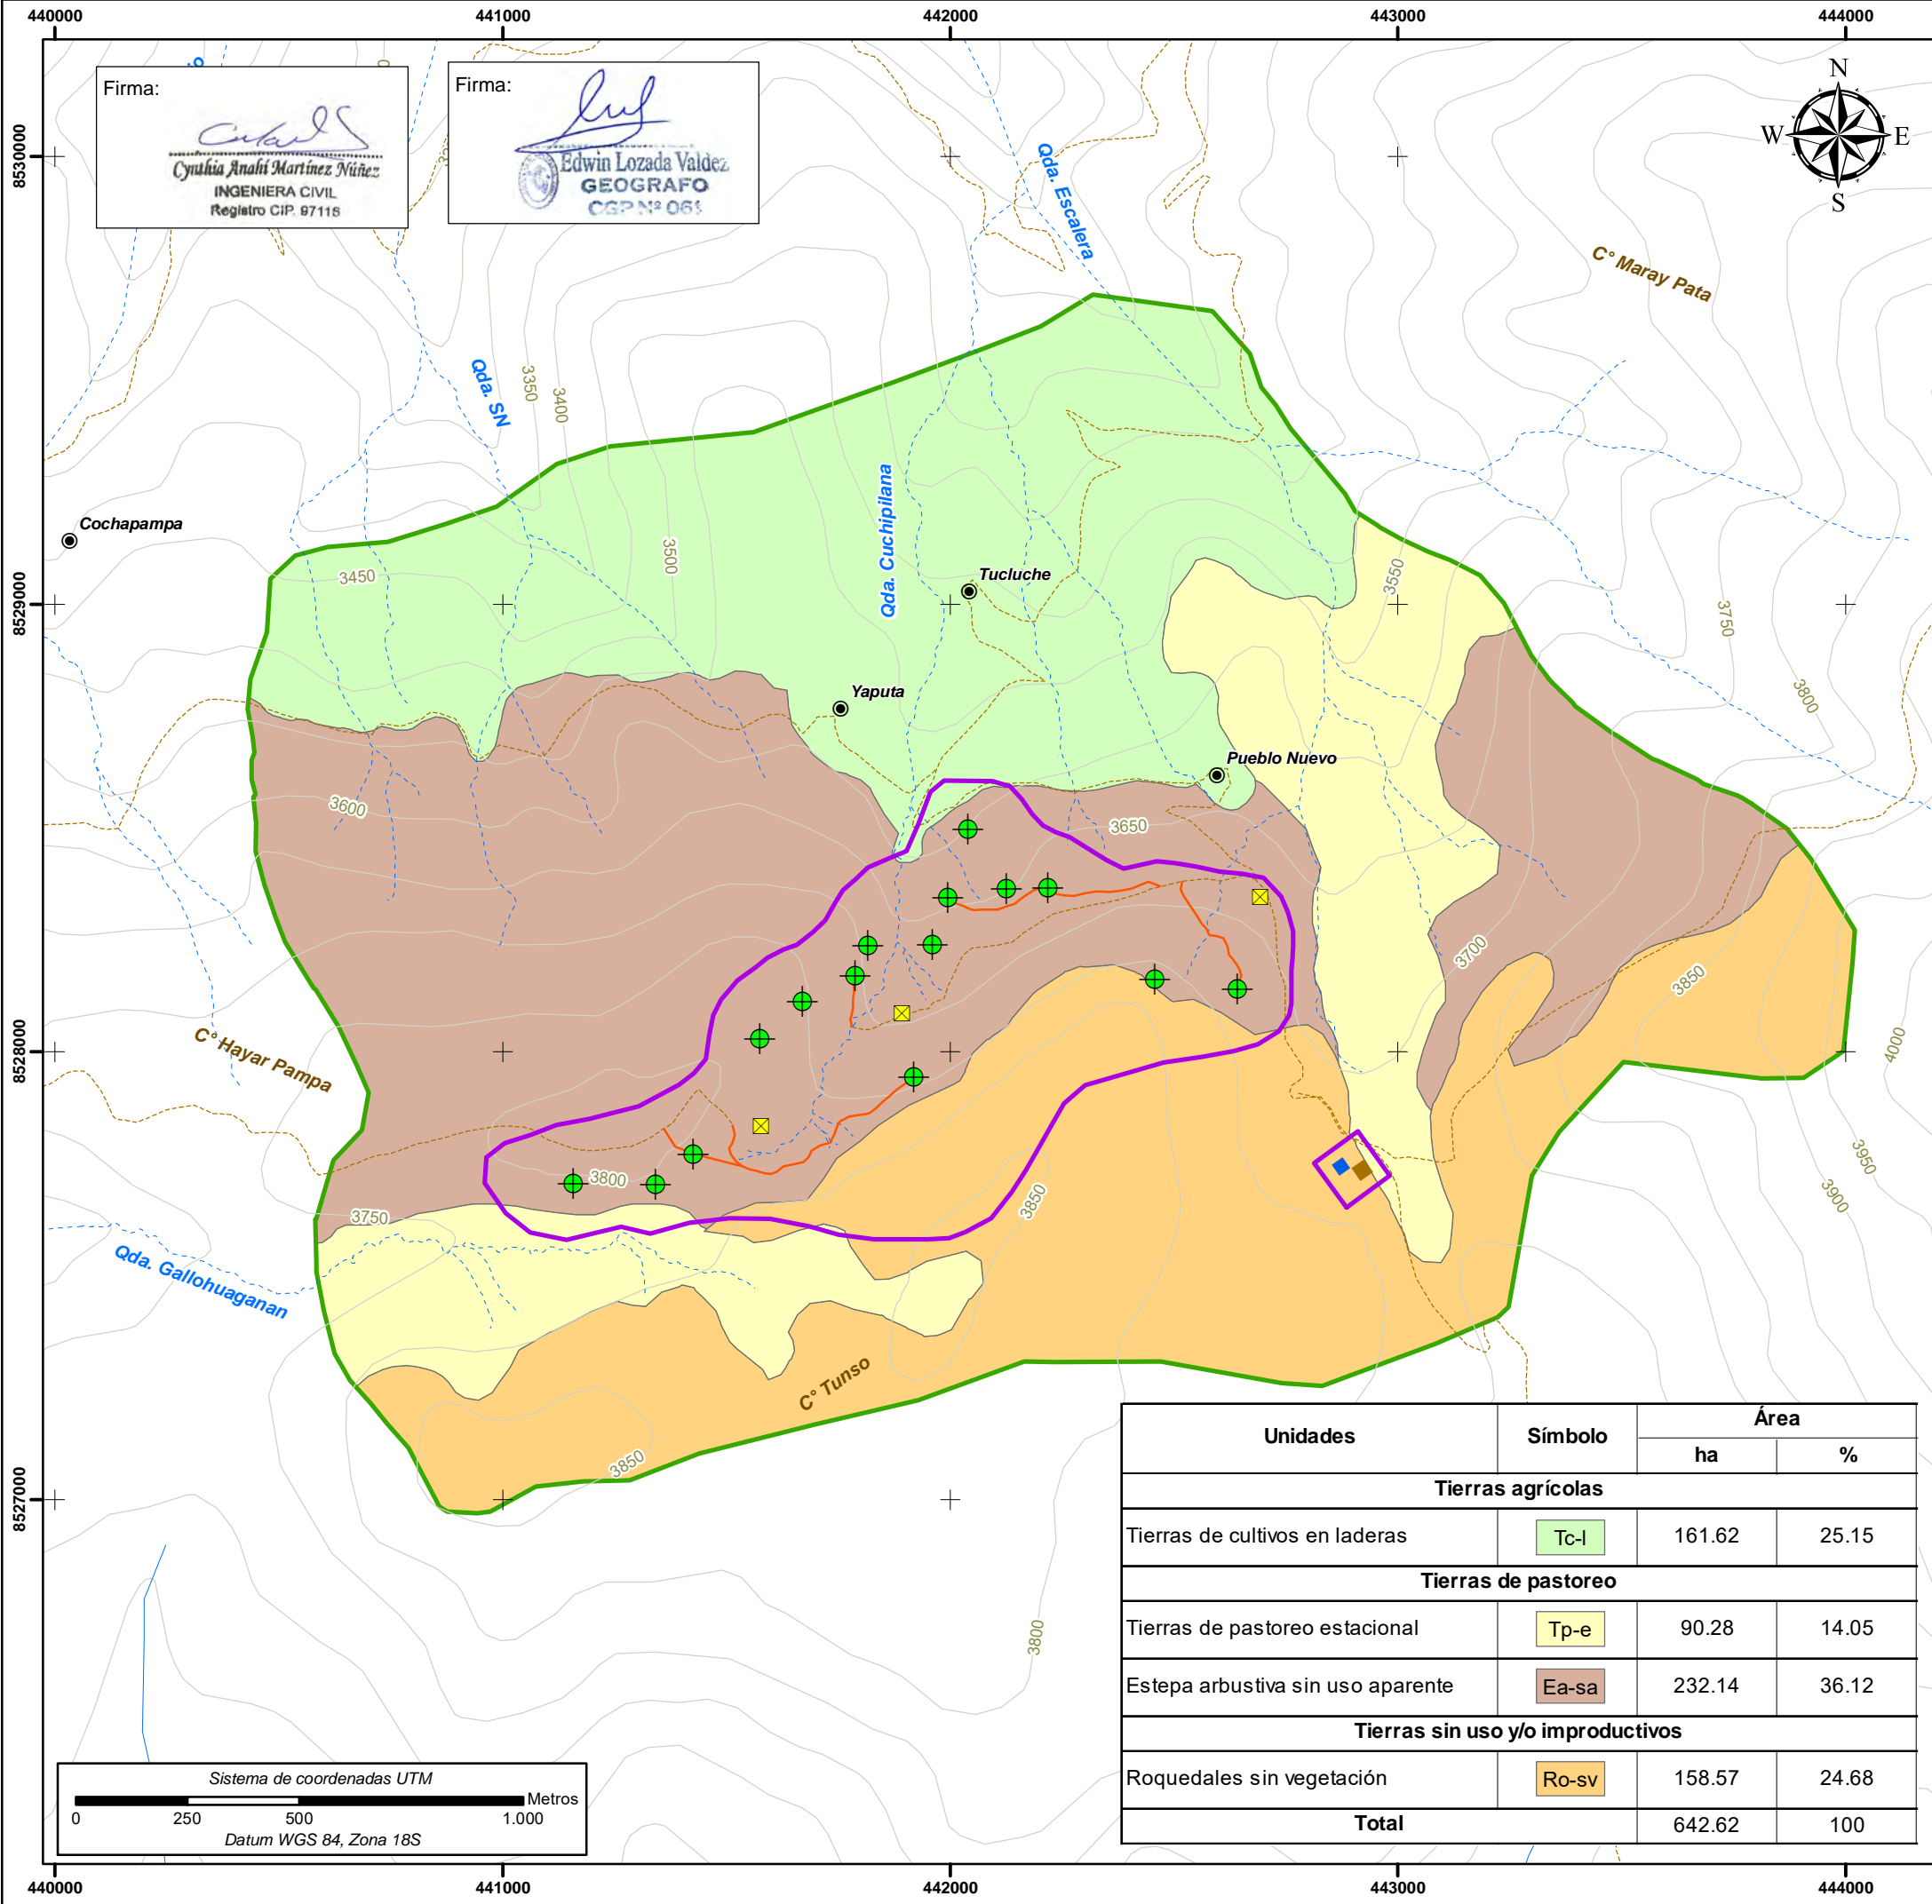 440000 441000 442000 443000 444000
Firma:
Cynthia Anahí Martínez Núñez
INGENIERA CIVIL
Registro CIP. 97118
Firma:
Edwin Lozada Valdez
GEOGRAFO
CGP Nº 06
N
W E
S
8530000
Qda. Escalera
C° Maray Pata
Qda. SN
3350
3400
Qda. Cuchipilana
Cochapampa
3500
3450
Tucluche
3550
8529000
3750
Yaputa
3800
Pueblo Nuevo
3600
3650
3700
3850
C° Hayar Pampa
8528000
4000
3800
3950
3900
3850
3750
Qda. Gallohuaganan
C° Tunso
3850
8527000
3800
Unidades Símbolo Área
ha %
Tierras agrícolas
Tierras de cultivos en laderas Tc-l 161.62 25.15
Tierras de pastoreo
Tierras de pastoreo estacional Tp-e 90.28 14.05
Estepa arbustiva sin uso aparente Ea-sa 232.14 36.12
Tierras sin uso y/o improductivos
Roquedales sin vegetación Ro-sv 158.57 24.68
Total 642.62 100
Sistema de coordenadas UTM
Metros
0 250 500 1.000
Datum WGS 84, Zona 18S
440000 441000 442000 443000 444000